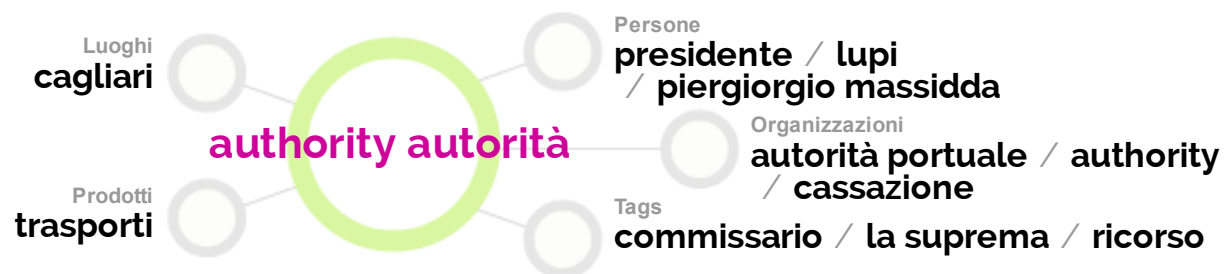 Luoghi
cagliari
Persone
presidente / lupi
/ piergiorgio massidda
authority autorità
Organizzazioni
autorità portuale / authority
/ cassazione
Prodotti
trasporti
Tags
commissario / la suprema / ricorso